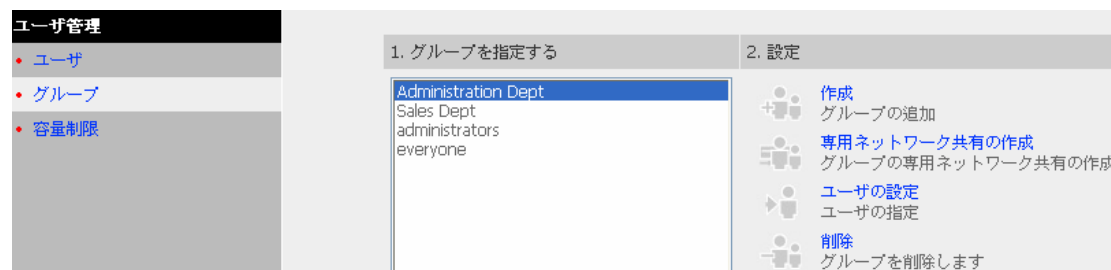 ユーザ管理
• ユーザ
• グループ
• 容量制限
1. グループを指定する
Administration Dept
Sales Dept
administrators
everyone
2. 設定
作成
グループの追加
専用ネットワーク共有の作成
グループの専用ネットワーク共有の作成
ユーザの設定
ユーザの指定
削除
グループを削除します